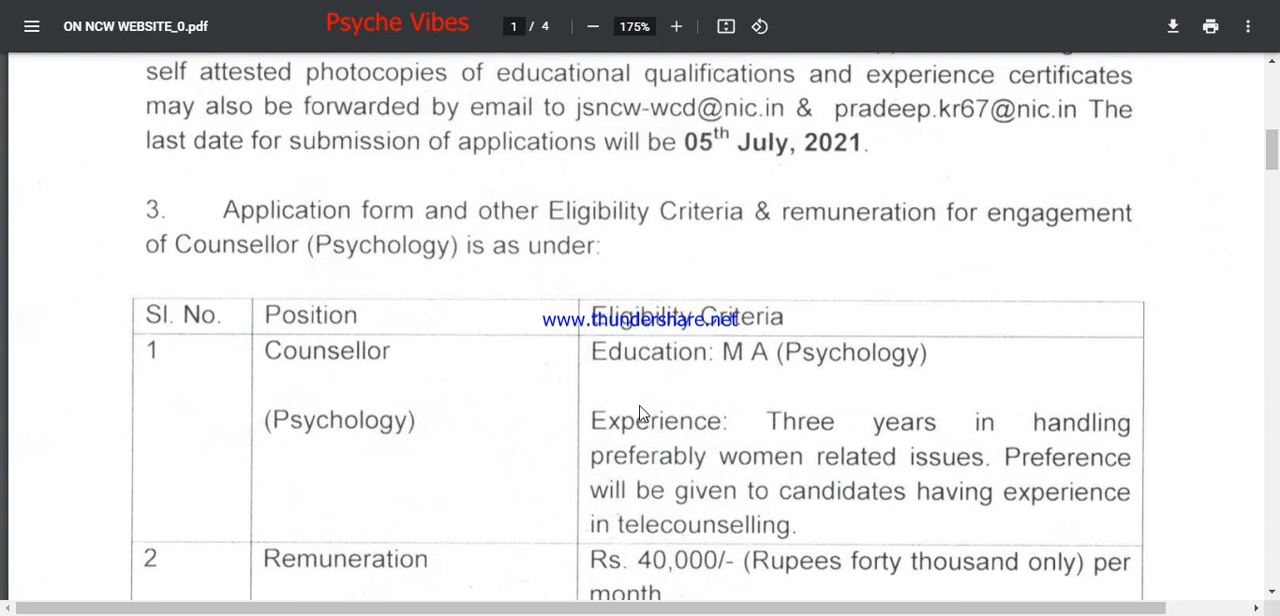 ON NCW WEBSITE_0.pdf
Psyche Vibes
1 / 4
175%
self attested photocopies of educational qualifications and experience certificates
may also be forwarded by email to jsncw-wcd@nic.in & pradeep.kr67@nic.in The
last date for submission of applications will be 05th July, 2021.
3. Application form and other Eligibility Criteria & remuneration for engagement
of Counsellor (Psychology) is as under:
Sl. No. Position Eligibility Criteria
www.thundershare.net
1 Counsellor Education: M A (Psychology)
(Psychology) Experience: Three years in handling
preferably women related issues. Preference
will be given to candidates having experience
in telecounselling.
2 Remuneration Rs. 40,000/- (Rupees forty thousand only) per
month